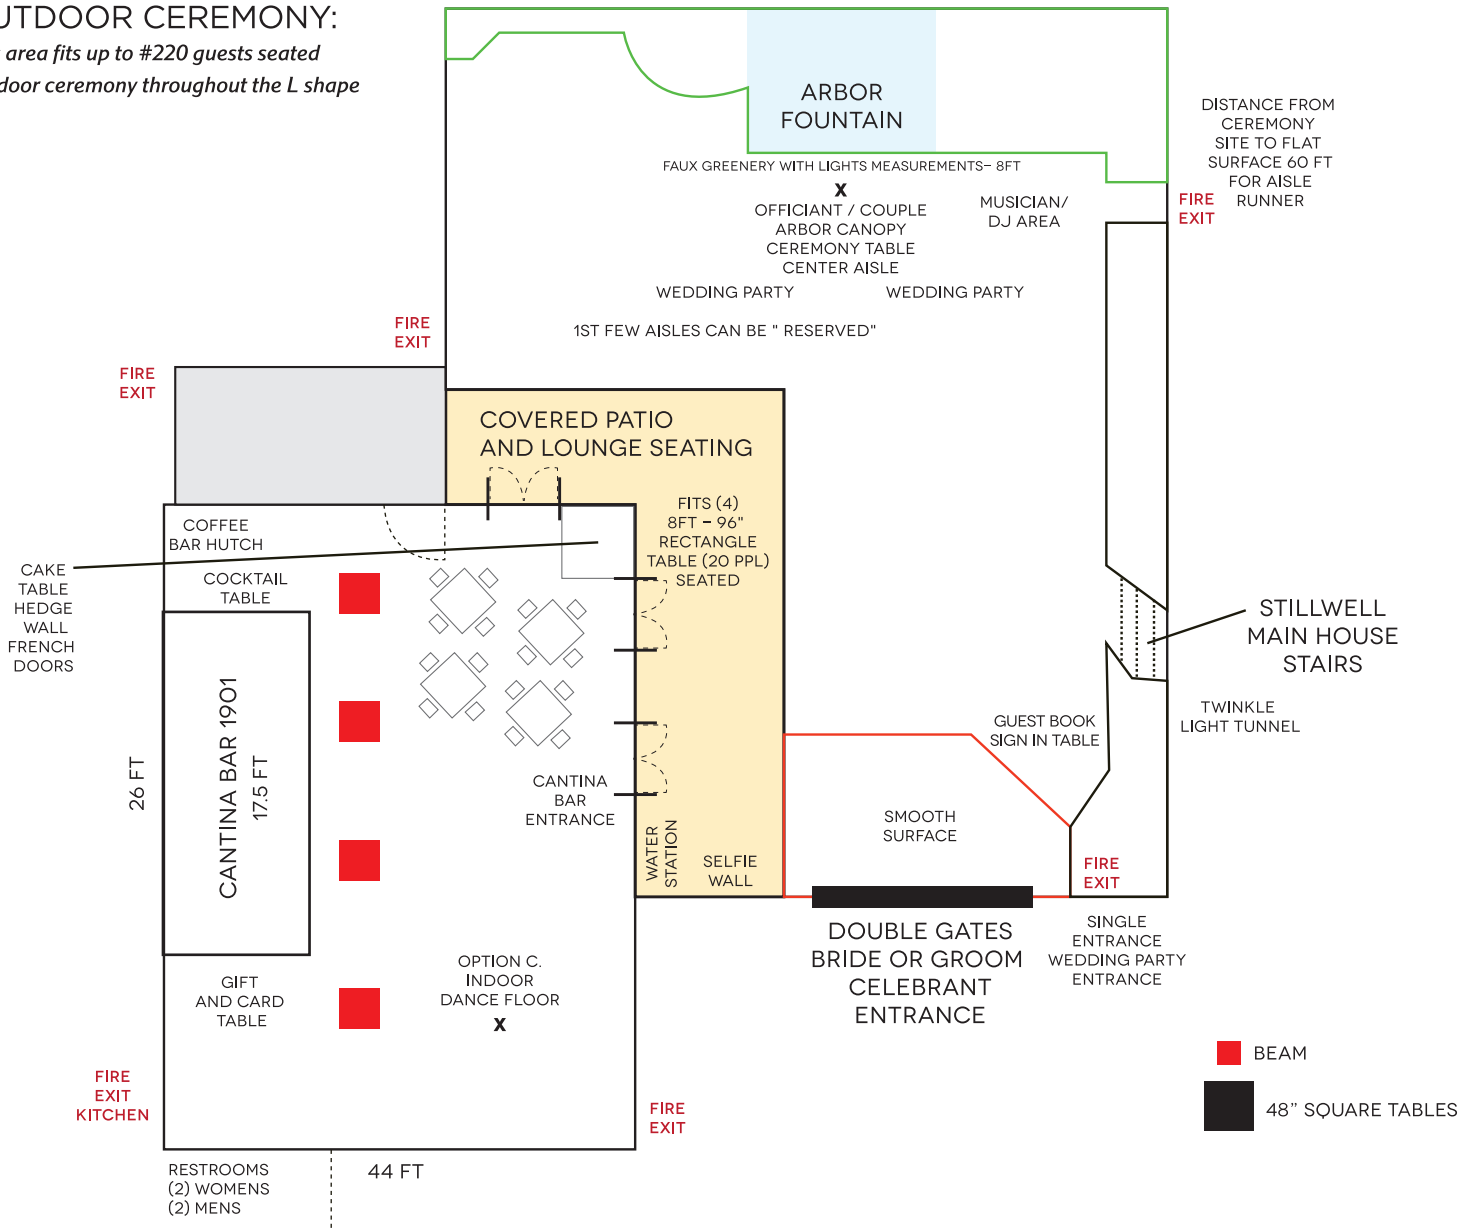 UTDOOR CEREMONY:
area fits up to #220 guests seated
door ceremony throughout the L shape
ARBOR
FOUNTAIN
DISTANCE FROM
CEREMONY
SITE TO FLAT
SURFACE 60 FT
FOR AISLE
RUNNER
FAUX GREENERY WITH LIGHTS MEASUREMENTS– 8FT
X
OFFICIANT / COUPLE
ARBOR CANOPY
CEREMONY TABLE
CENTER AISLE
MUSICIAN/
DJ AREA
FIRE
EXIT
WEDDING PARTY
WEDDING PARTY
1ST FEW AISLES CAN BE " RESERVED"
FIRE
EXIT
FIRE
EXIT
COVERED PATIO
AND LOUNGE SEATING
FITS (4)
8FT – 96"
RECTANGLE
TABLE (20 PPL)
SEATED
COFFEE
BAR HUTCH
CAKE
TABLE
HEDGE
WALL
FRENCH
DOORS
COCKTAIL
TABLE
STILLWELL
MAIN HOUSE
STAIRS
TWINKLE
LIGHT TUNNEL
GUEST BOOK
SIGN IN TABLE
CANTINA BAR 1901
17.5 FT
26 FT
CANTINA
BAR
ENTRANCE
SMOOTH
SURFACE
WATER
STATION
SELFIE
WALL
FIRE
EXIT
DOUBLE GATES
BRIDE OR GROOM
CELEBRANT
ENTRANCE
SINGLE
ENTRANCE
WEDDING PARTY
ENTRANCE
OPTION C.
INDOOR
DANCE FLOOR
X
GIFT
AND CARD
TABLE
FIRE
EXIT
KITCHEN
FIRE
EXIT
BEAM
48” SQUARE TABLES
RESTROOMS
(2) WOMENS
(2) MENS
44 FT